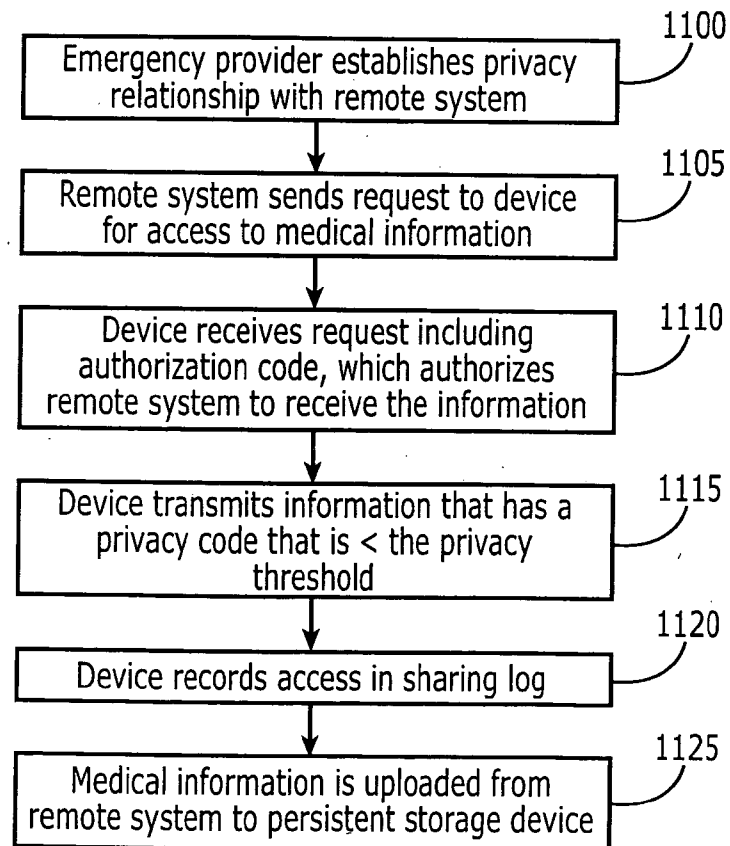 1100
Emergency provider establishes privacy
relationship with remote system
1105
Remote system sends request to device
for access to medical information
1110
Device receives request including
authorization code, which authorizes
remote system to receive the information
1115
Device transmits information that has a
privacy code that is < the privacy
threshold
1120
Device records access in sharing log
1125
Medical information is uploaded from
remote system to persistent storage device